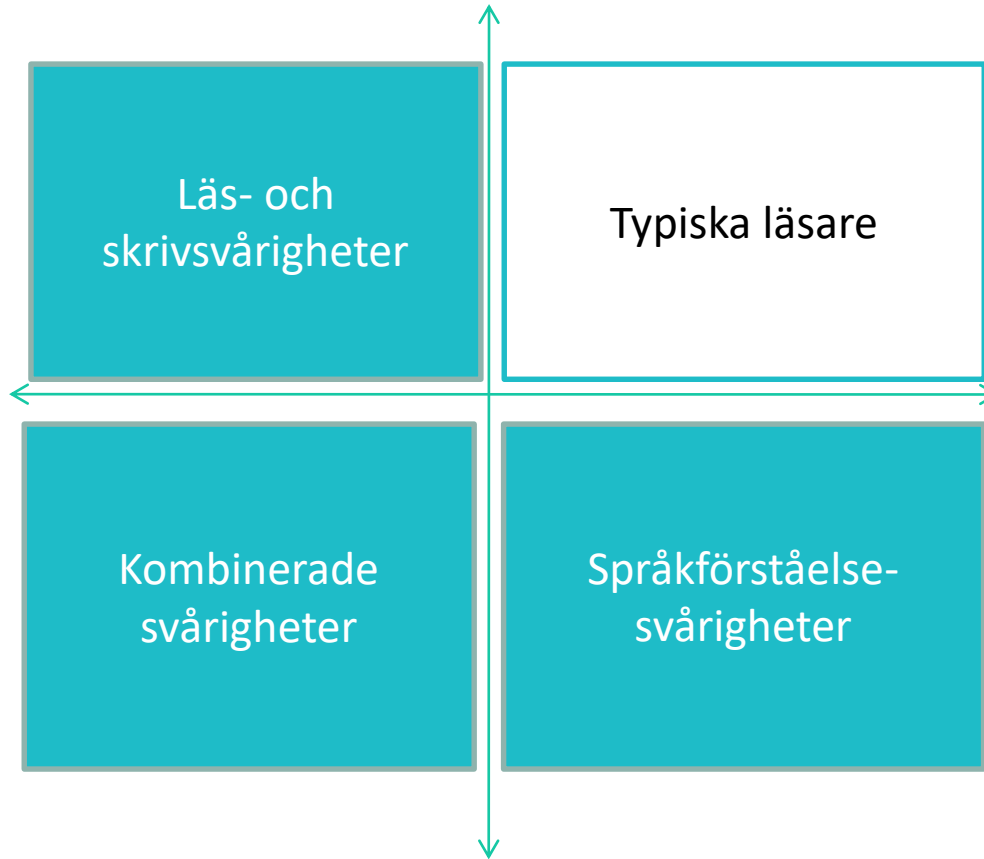 Läs- och
skrivsvårigheter
Typiska läsare
Kombinerade
svårigheter
Språkförståelse-
svårigheter